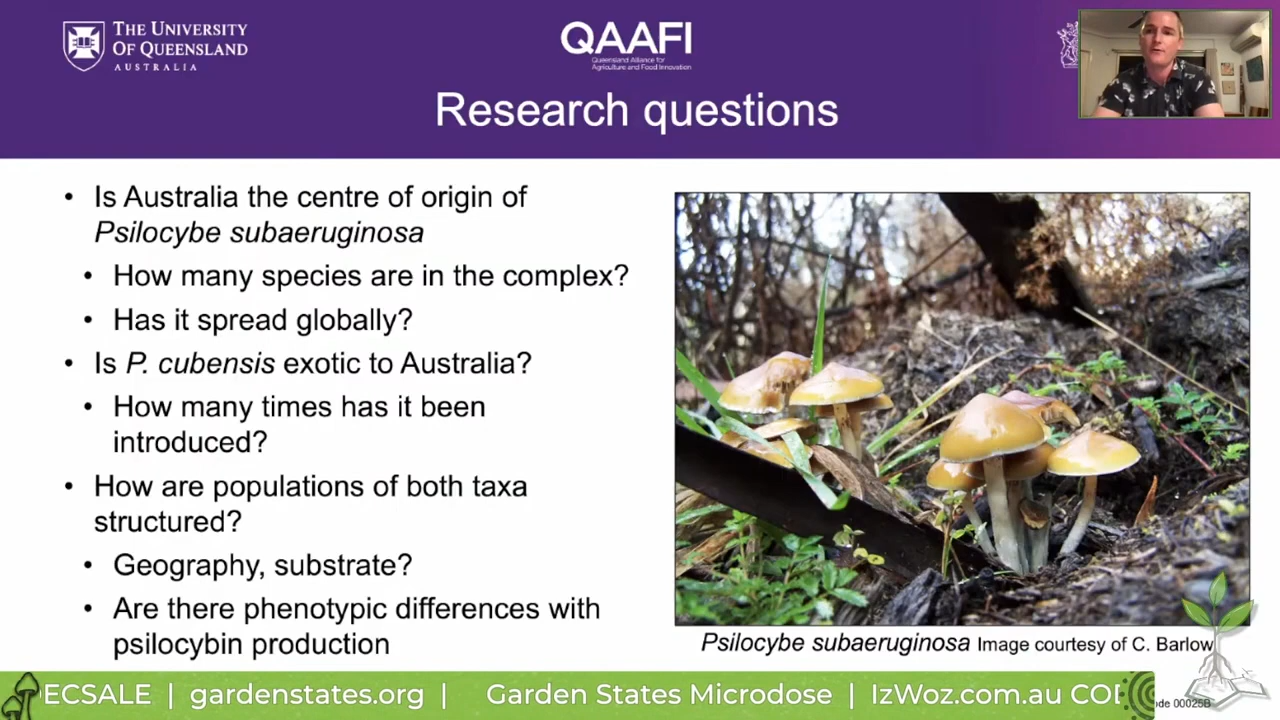 THE UNIVERSITY
OF QUEENSLAND
AUSTRALIA
QAAFI
Queensland Alliance for
Agriculture and Food Innovation
Research questions
• Is Australia the centre of origin of
Psilocybe subaeruginosa
• How many species are in the complex?
• Has it spread globally?
• Is P. cubensis exotic to Australia?
• How many times has it been
introduced?
• How are populations of both taxa
structured?
• Geography, substrate?
• Are there phenotypic differences with
psilocybin production
Psilocybe subaeruginosa Image courtesy of C. Barlow
ECSALE | gardenstates.org | Garden States Microdose | IzWoz.com.au
ode 00025B